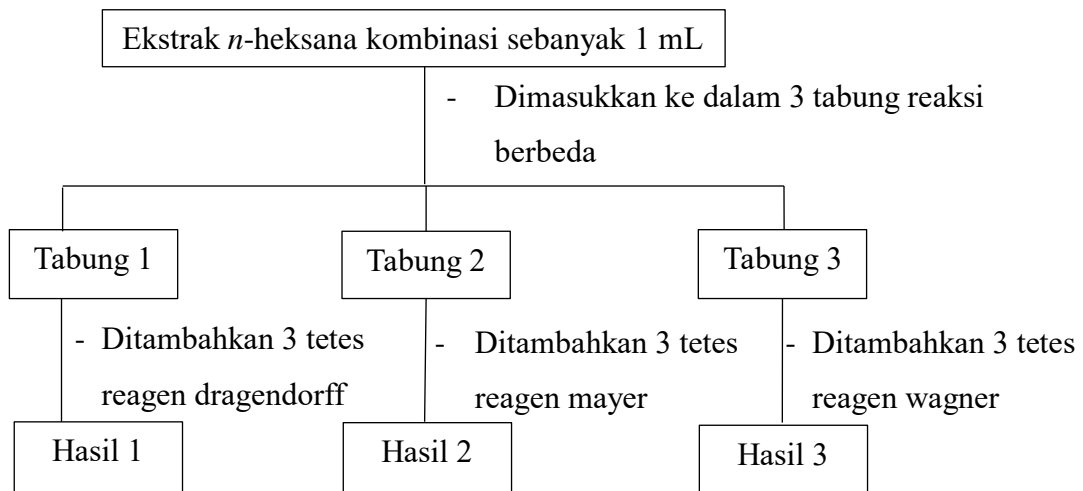 Ekstrak n-heksana kombinasi sebanyak 1 mL
- Dimasukkan ke dalam 3 tabung reaksi
berbeda
Tabung 1
Tabung 2
Tabung 3
- Ditambahkan 3 tetes
reagen dragendorff
- Ditambahkan 3 tetes
reagen mayer
- Ditambahkan 3 tetes
reagen wagner
Hasil 1
Hasil 2
Hasil 3